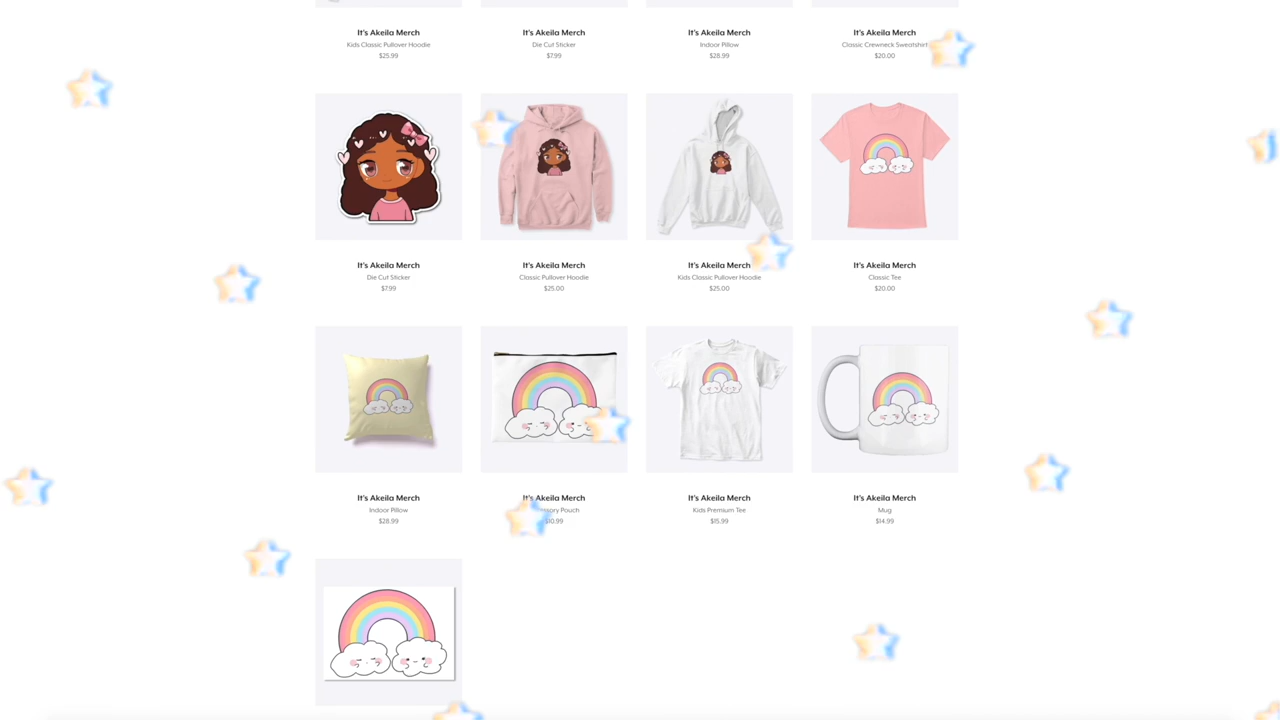 It's Akeila Merch
Kids Classic Pullover Hoodie
$25.99
It's Akeila Merch
Die Cut Sticker
$7.99
It's Akeila Merch
Indoor Pillow
$28.99
It's Akeila Merch
Classic Crewneck Sweatshirt
$20.00
It's Akeila Merch
Die Cut Sticker
$7.99
It's Akeila Merch
Classic Pullover Hoodie
$25.00
It's Akeila Merch
Kids Classic Pullover Hoodie
$25.00
It's Akeila Merch
Classic Tee
$20.00
It's Akeila Merch
Indoor Pillow
$28.99
It's Akeila Merch
Pouch
It's Akeila Merch
Kids Premium Tee
$15.99
It's Akeila Merch
Mug
$14.99